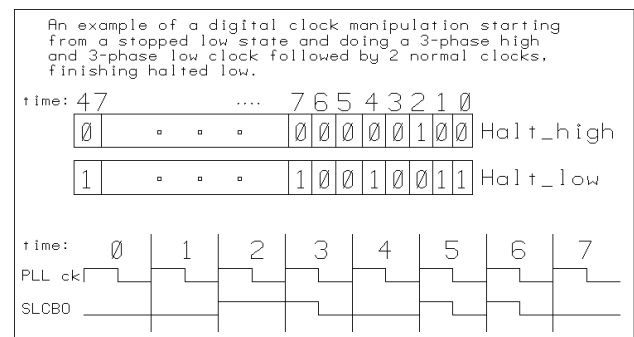 An example of a digital clock manipulation starting
from a stopped low state and doing a 3-phase high
and 3-phase low clock followed by 2 normal clocks,
finishing halted low.
time: 47 .... 7 6 5 4 3 2 1 0
0 0 0 0 0 0 1 0 0 Halt_high
1 1 0 0 1 0 0 1 1 Halt_low
time: 0 1 2 3 4 5 6 7
PLL ck
SLCBO